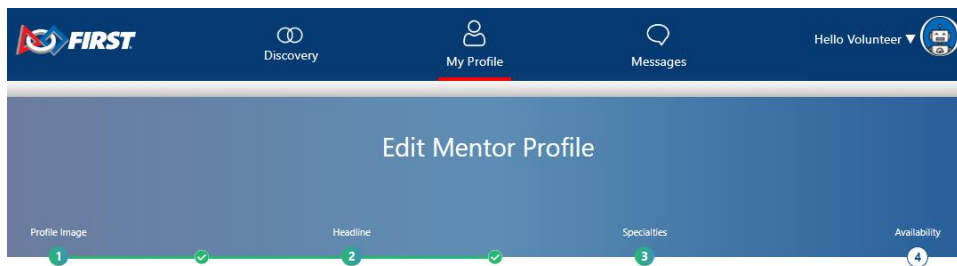 FIRST
Discovery
My Profile
Messages
Hello Volunteer
Edit Mentor Profile
Profile Image
Headline
Specialties
Availability
1
2
3
4